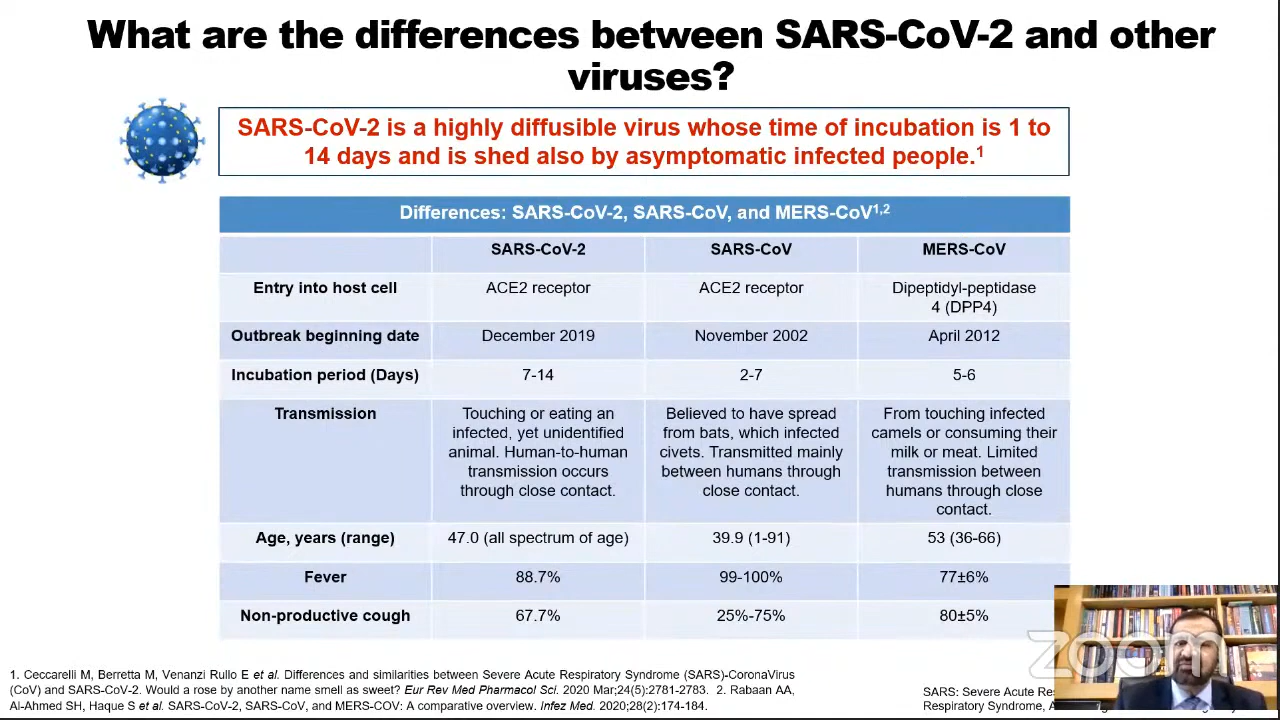 What are the differences between SARS-CoV-2 and other
viruses?
SARS-CoV-2 is a highly diffusible virus whose time of incubation is 1 to
14 days and is shed also by asymptomatic infected people.1
Differences: SARS-CoV-2, SARS-CoV, and MERS-CoV1,2
SARS-CoV-2 SARS-CoV MERS-CoV
Entry into host cell ACE2 receptor ACE2 receptor Dipeptidyl-peptidase
4 (DPP4)
Outbreak beginning date December 2019 November 2002 April 2012
Incubation period (Days) 7-14 2-7 5-6
Transmission Touching or eating an Believed to have spread From touching infected
infected, yet unidentified from bats, which infected camels or consuming their
animal. Human-to-human civets. Transmitted mainly milk or meat. Limited
transmission occurs between humans through transmission between
through close contact. close contact. humans through close
contact.
Age, years (range) 47.0 (all spectrum of age) 39.9 (1-91) 53 (36-66)
Fever 88.7% 99-100% 77±6%
Non-productive cough 67.7% 25%-75% 80±5%
zoom
1. Ceccarelli M, Berretta M, Venanzi Rullo E et al. Differences and similarities between Severe Acute Respiratory Syndrome (SARS)-CoronaVirus
(CoV) and SARS-CoV-2. Would a rose by another name smell as sweet? Eur Rev Med Pharmacol Sci. 2020 Mar;24(5):2781-2783. 2. Rabaan AA,
Al-Ahmed SH, Haque S et al. SARS-CoV-2, SARS-CoV, and MERS-COV: A comparative overview. Infez Med. 2020;28(2):174-184.
SARS: Severe Acute Res
Respiratory, A